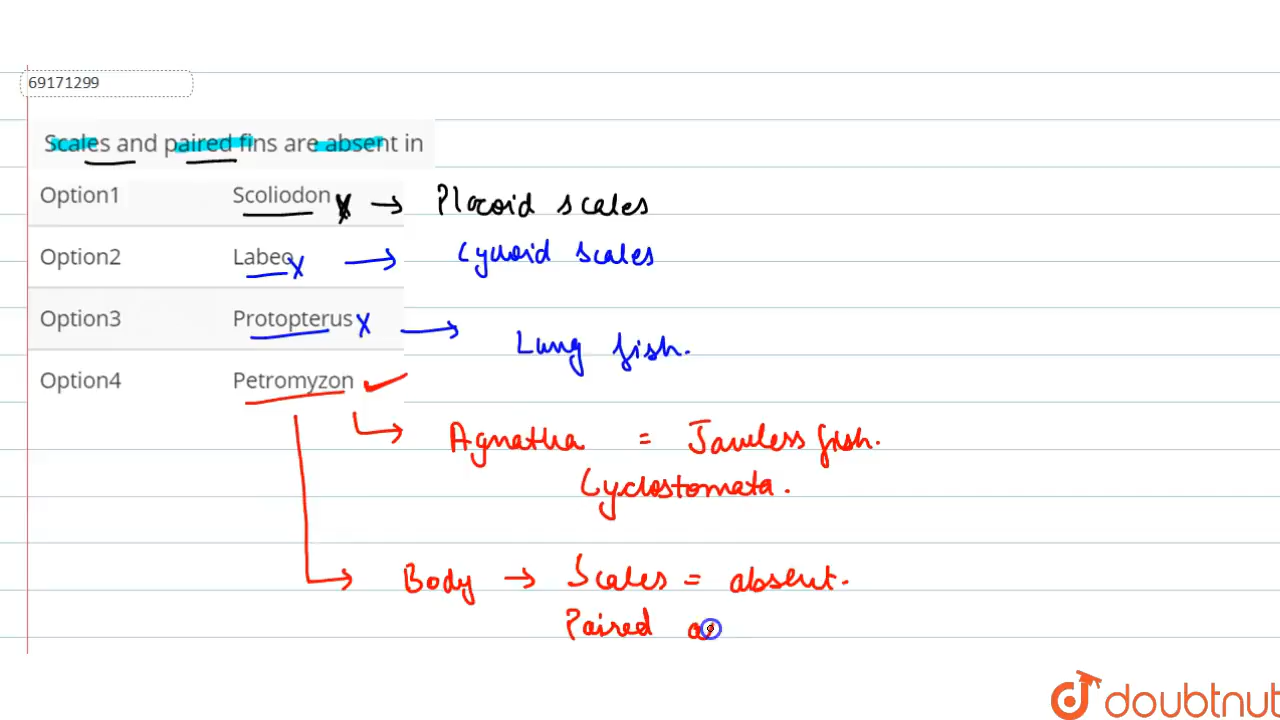 69171299
Scales and paired fins are absent in
Option1 Scoliodon x → Placoid scales
Option2 Labeo x → Cycloid scales
Option3 Protopterus x → Lung fish.
Option4 Petromyzon ✓
Agnatha = Jawless fish.
Cyclostomata.
Body → Scales = absent.
Paired a
doubtnut